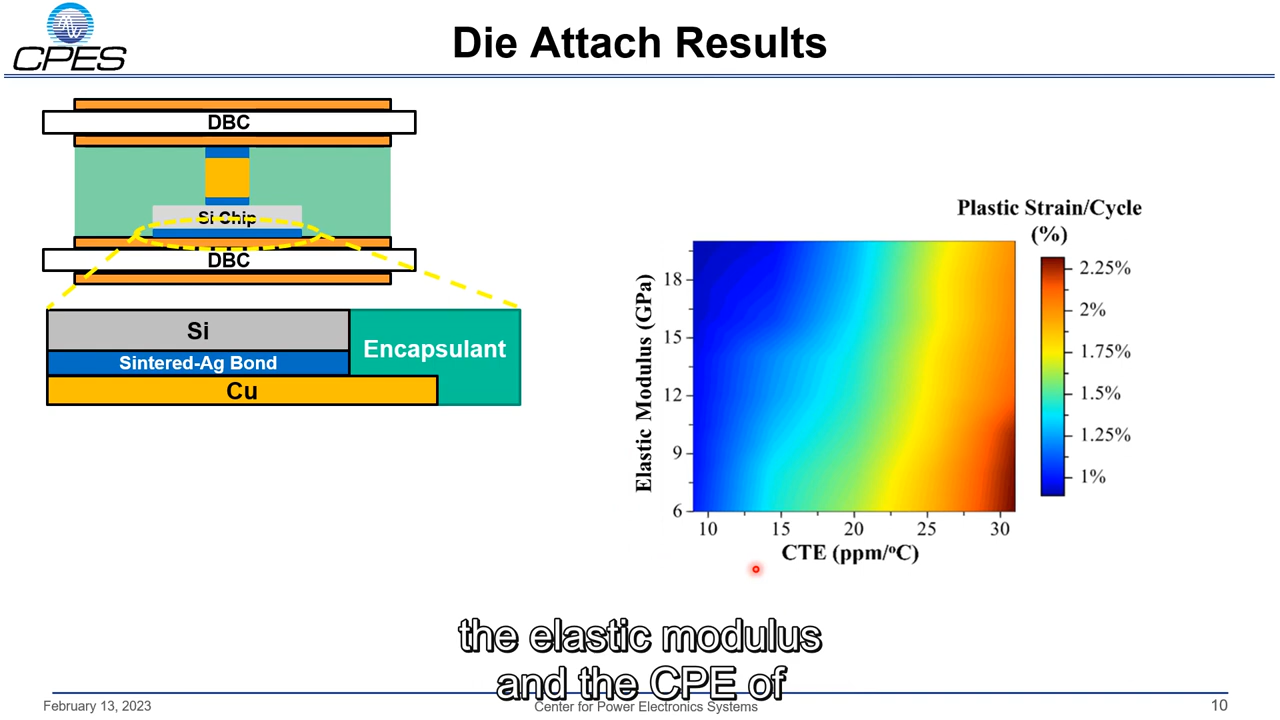 CPES
Die Attach Results
DBC
Si Chip
DBC
Si
Sintered-Ag Bond
Cu
Encapsulant
Plastic Strain/Cycle
(%)
Elastic Modulus (GPa)
18
15
12
9
6
10 15 20 25 30
CTE (ppm/°C)
2.25%
2%
1.75%
1.5%
1.25%
1%
the elastic modulus
and the CPE of
February 13, 2023
Center for Power Electronics Systems
10